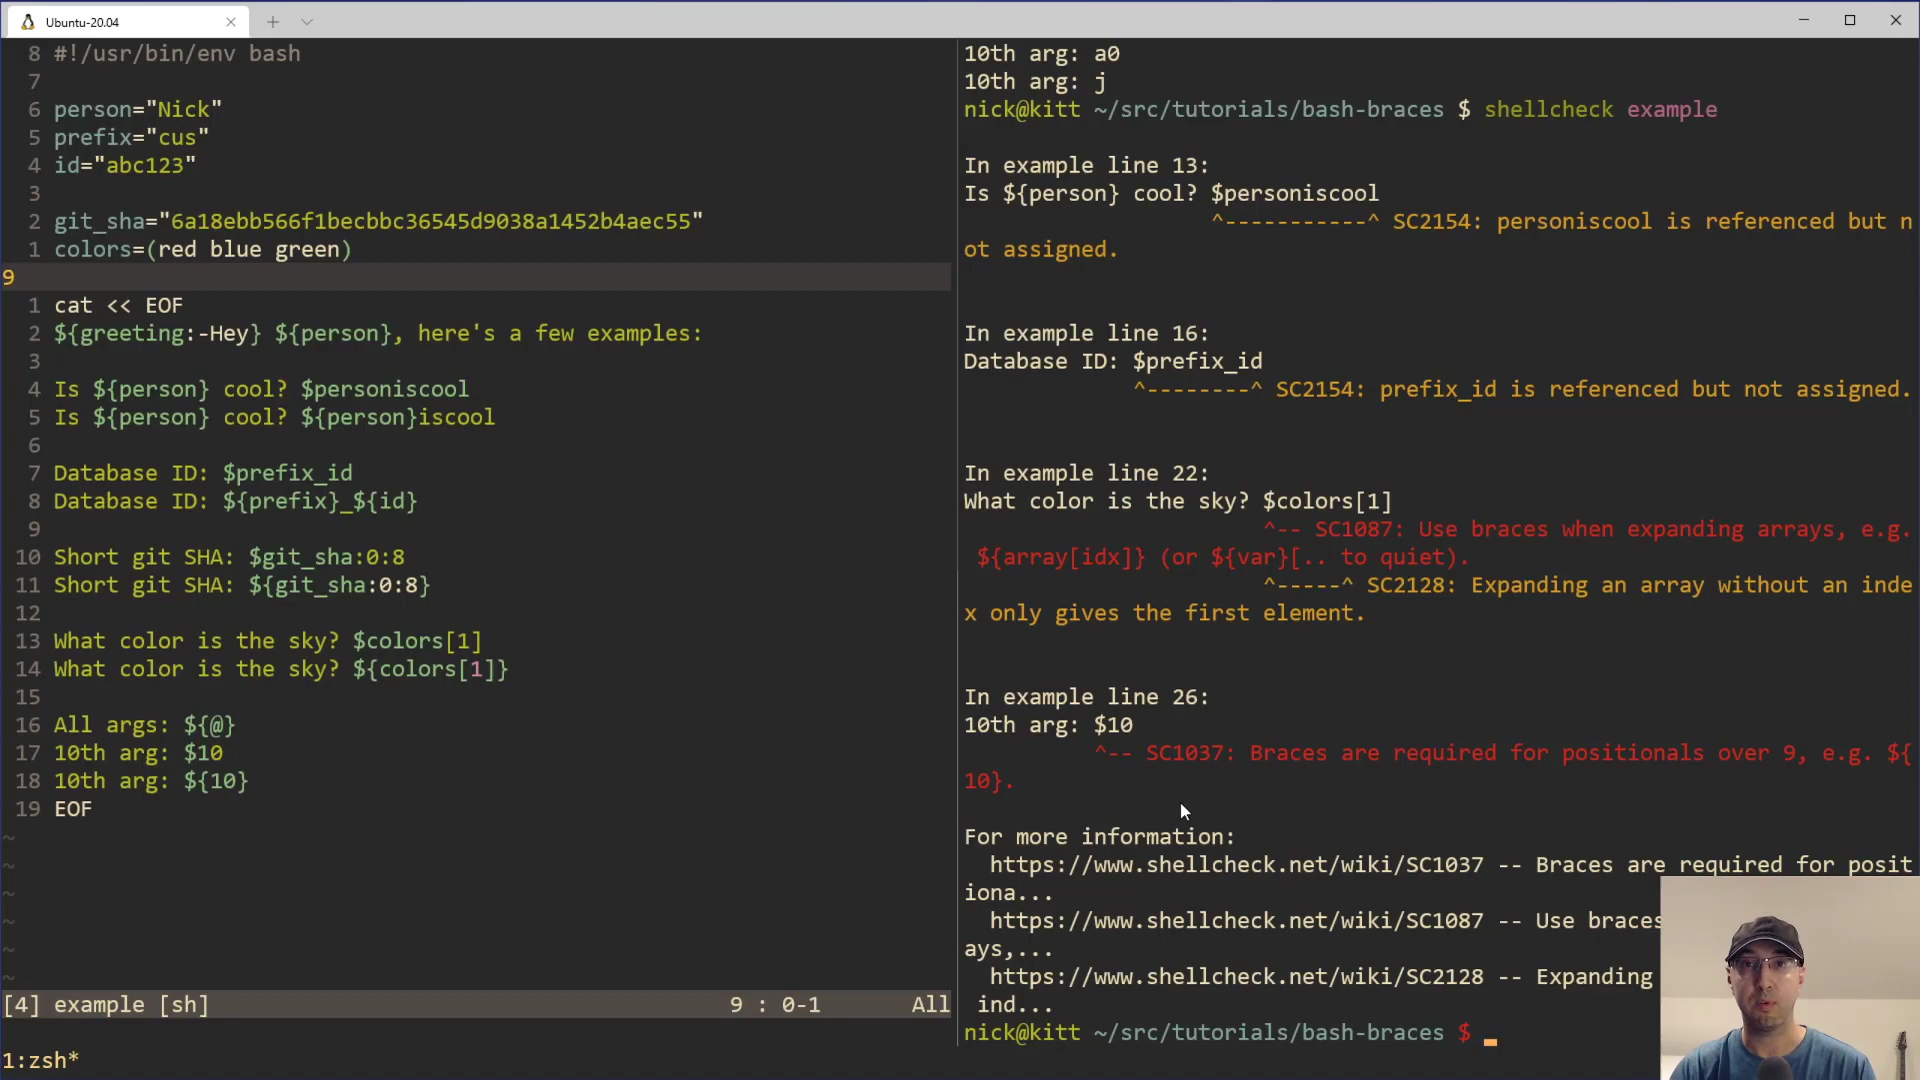 Ubuntu-20.04
8 #!/usr/bin/env bash
7
6 person="Nick"
5 prefix="cus"
4 id="abc123"
3
2 git_sha="6a18ebb566f1becbbc36545d9038a1452b4aec55"
1 colors=(red blue green)
9
1 cat << EOF
2 ${greeting:-Hey} ${person}, here's a few examples:
3
4 Is ${person} cool? $personiscool
5 Is ${person} cool? ${person}iscool
6
7 Database ID: $prefix_id
8 Database ID: ${prefix}_${id}
9
10 Short git SHA: $git_sha:0:8
11 Short git SHA: ${git_sha:0:8}
12
13 What color is the sky? $colors[1]
14 What color is the sky? ${colors[1]}
15
16 All args: ${@}
17 10th arg: $10
18 10th arg: ${10}
19 EOF
~
~
~
~
~
~
[4] example [sh] 9 : 0-1 All
1:zsh*
10th arg: a0
10th arg: j
nick@kitt ~/src/tutorials/bash-braces $ shellcheck example
In example line 13:
Is ${person} cool? $personiscool
^-----------^ SC2154: personiscool is referenced but n
ot assigned.
In example line 16:
Database ID: $prefix_id
^--------^ SC2154: prefix_id is referenced but not assigned.
In example line 22:
What color is the sky? $colors[1]
^-- SC1087: Use braces when expanding arrays, e.g.
${array[idx]} (or ${var}[.. to quiet).
^-----^ SC2128: Expanding an array without an inde
x only gives the first element.
In example line 26:
10th arg: $10
^-- SC1037: Braces are required for positionals over 9, e.g. ${
10}.
For more information:
https://www.shellcheck.net/wiki/SC1037 -- Braces are required for posit
iona...
https://www.shellcheck.net/wiki/SC1087 -- Use braces
ays,...
https://www.shellcheck.net/wiki/SC2128 -- Expanding
ind...
nick@kitt ~/src/tutorials/bash-braces $